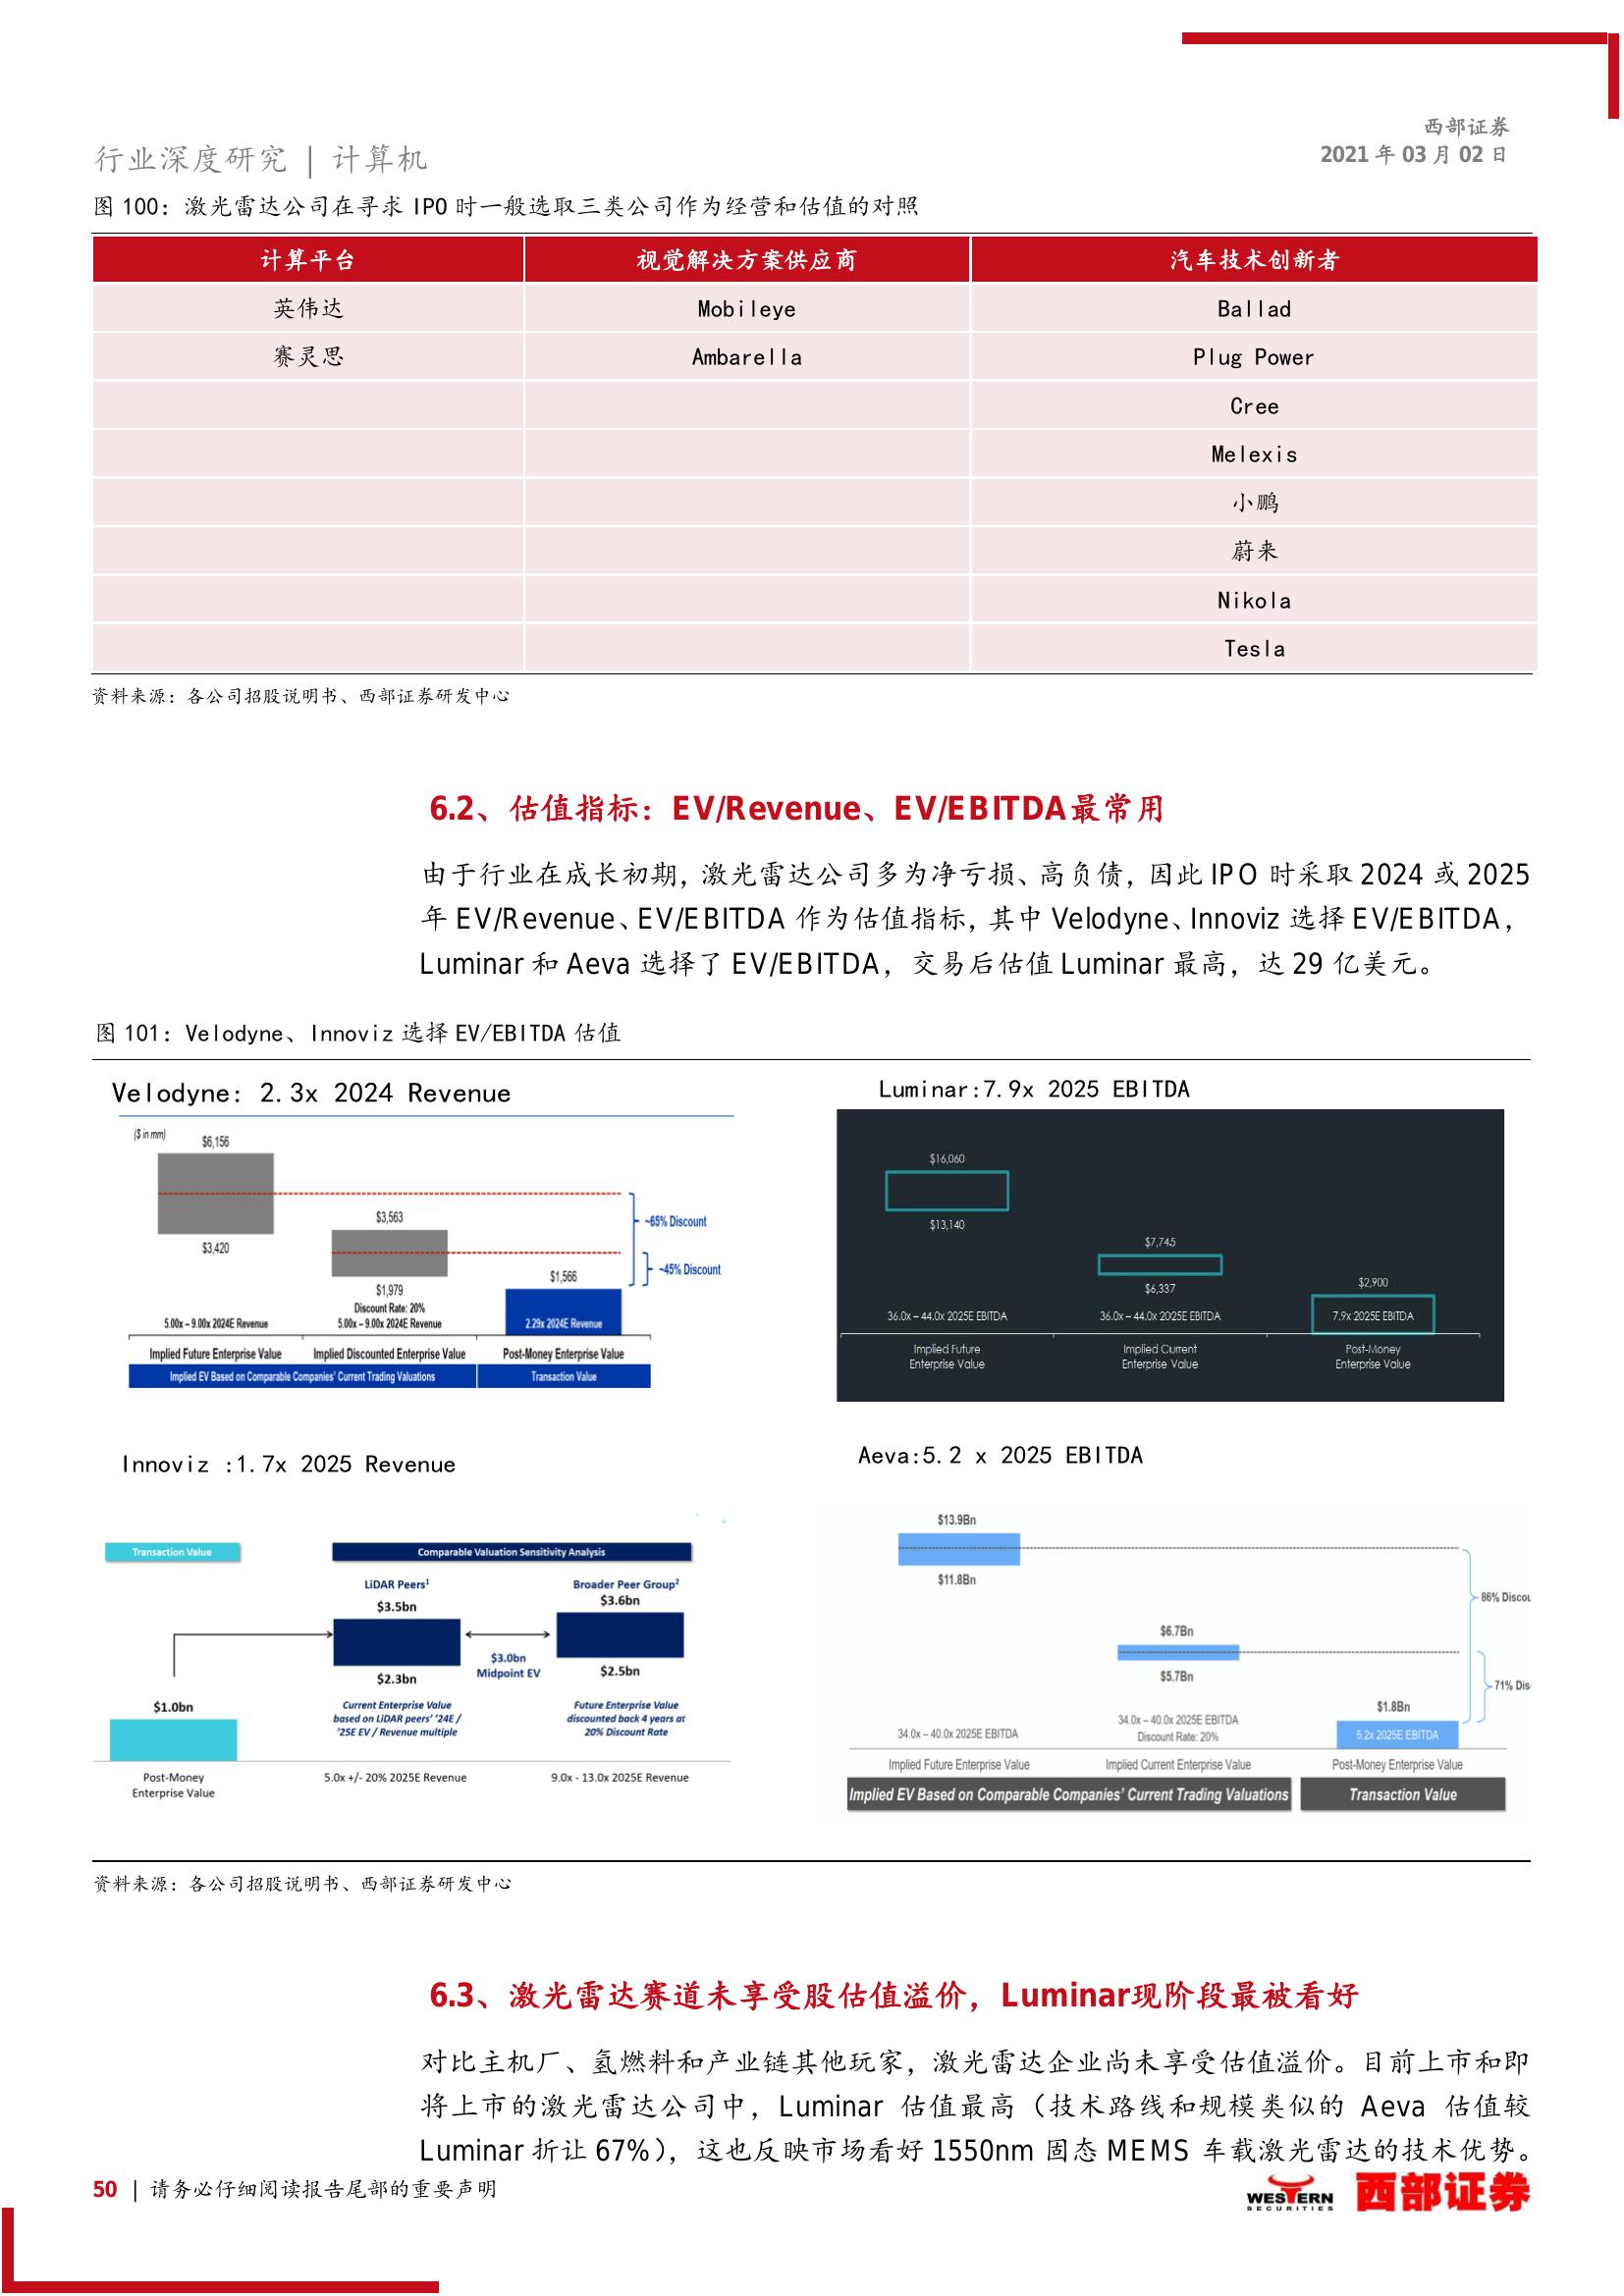 西部证券
2021 年 03 月 02 日
行业深度研究 | 计算机
图 100：激光雷达公司在寻求 IPO 时一般选取三类公司作为经营和估值的对照
计算平台 视觉解决方案供应商 汽车技术创新者
英伟达 Mobileye Ballad
赛灵思 Ambarella Plug Power
Cree
Melexis
小鹏
蔚来
Nikola
Tesla
资料来源：各公司招股说明书、西部证券研发中心
6.2、估值指标：EV/Revenue、EV/EBITDA最常用
由于行业在成长初期，激光雷达公司多为净亏损、高负债，因此 IPO 时采取 2024 或 2025
年 EV/Revenue、EV/EBITDA 作为估值指标，其中 Velodyne、Innoviz 选择 EV/EBITDA，
Luminar 和 Aeva 选择了 EV/EBITDA，交易后估值 Luminar 最高，达 29 亿美元。
图 101：Velodyne、Innoviz 选择 EV/EBITDA 估值
Velodyne: 2.3x 2024 Revenue
($ in mm)
$6,156
$3,420
$3,563
$1,979
Discount Rate: 20%
$1,566
~65% Discount
~45% Discount
5.00x – 9.00x 2024E Revenue 5.00x – 9.00x 2024E Revenue 2.29x 2024E Revenue
Implied Future Enterprise Value Implied Discounted Enterprise Value Post-Money Enterprise Value
Implied EV Based on Comparable Companies' Current Trading Valuations Transaction Value
Luminar:7.9x 2025 EBITDA
$16,060
$13,140
$7,745
$6,337
$2,900
36.0x – 44.0x 2025E EBITDA 36.0x – 44.0x 2025E EBITDA 7.9x 2025E EBITDA
Implied Future Implied Current Post-Money
Enterprise Value Enterprise Value Enterprise Value
Innoviz :1.7x 2025 Revenue
Transaction Value Comparable Valuation Sensitivity Analysis
LiDAR Peers¹ Broader Peer Group²
$3.5bn $3.6bn
$3.0bn
Midpoint EV
$2.3bn $2.5bn
$1.0bn
Current Enterprise Value Future Enterprise Value
based on LiDAR peers' '24E / discounted back 4 years at
'25E EV / Revenue multiple 20% Discount Rate
Post-Money 5.0x +/- 20% 2025E Revenue 9.0x - 13.0x 2025E Revenue
Enterprise Value
Aeva:5.2 x 2025 EBITDA
$13.9Bn
$11.8Bn
86% Discou
$6.7Bn
$5.7Bn
71% Dis
$1.8Bn
34.0x – 40.0x 2025E EBITDA 34.0x – 40.0x 2025E EBITDA 5.2x 2025E EBITDA
Discount Rate: 20%
Implied Future Enterprise Value Implied Current Enterprise Value Post-Money Enterprise Value
Implied EV Based on Comparable Companies' Current Trading Valuations Transaction Value
资料来源：各公司招股说明书、西部证券研发中心
6.3、激光雷达赛道未享受股估值溢价，Luminar现阶段最被看好
对比主机厂、氢燃料和产业链其他玩家，激光雷达企业尚未享受估值溢价。目前上市和即
将上市的激光雷达公司中，Luminar 估值最高（技术路线和规模类似的 Aeva 估值较
Luminar 折让 67%），这也反映市场看好 1550nm 固态 MEMS 车载激光雷达的技术优势。
50 | 请务必仔细阅读报告尾部的重要声明
WESTERN
SECURITIES
西部证券